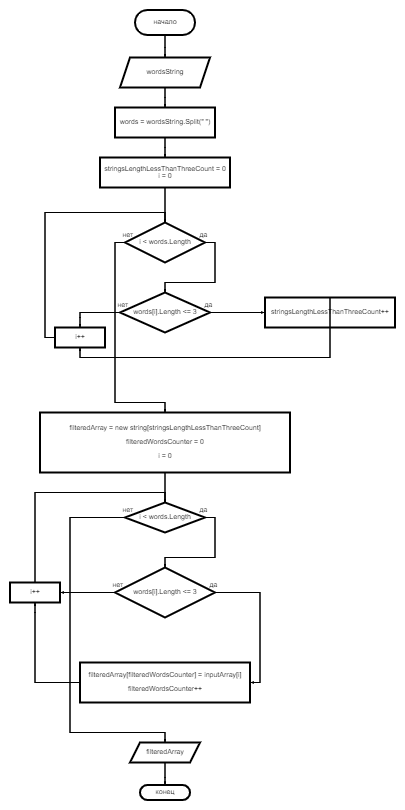 начало
wordsString
words = wordsString.Split(" ")
stringsLengthLessThanThreeCount = 0
i = 0
нет
да
i < words.Length
нет
да
words[i].Length <= 3
stringsLengthLessThanThreeCount++
i++
filteredArray = new string[stringsLengthLessThanThreeCount]
filteredWordsCounter = 0
i = 0
нет
да
i < words.Length
нет
да
words[i].Length <= 3
i++
filteredArray[filteredWordsCounter] = inputArray[i]
filteredWordsCounter++
filteredArray
конец